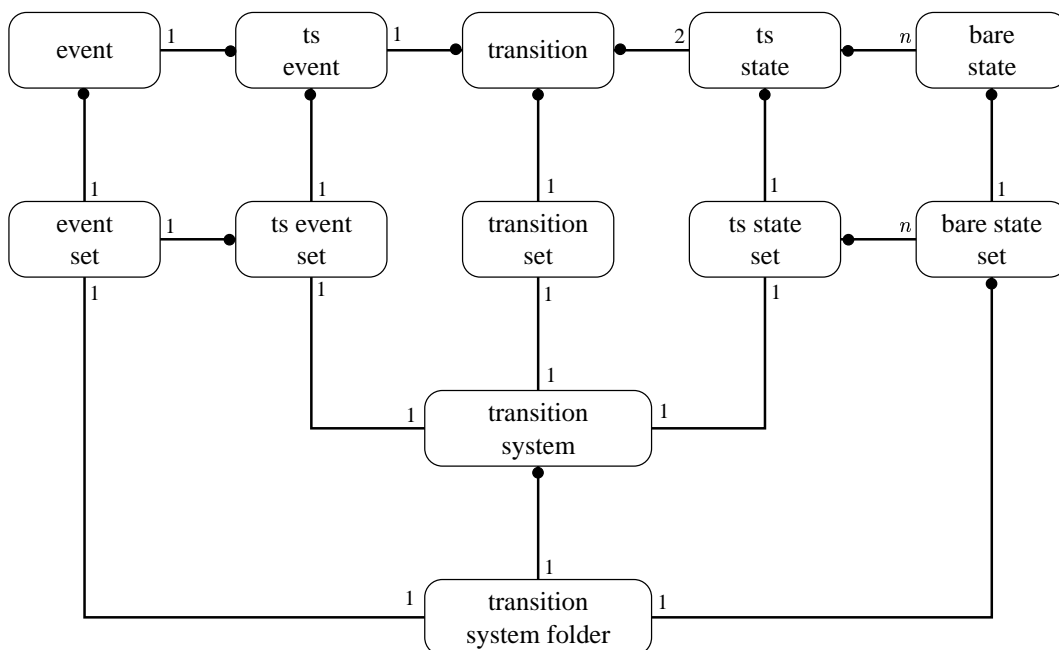 event
1
ts
event
1
transition
2
ts
state
n
bare
state
1
1
1
1
1
event
set
1
ts event
set
transition
set
ts state
set
n
bare state
set
1
1
1
1
1
1
transition
system
1
1
1
transition
system folder
1